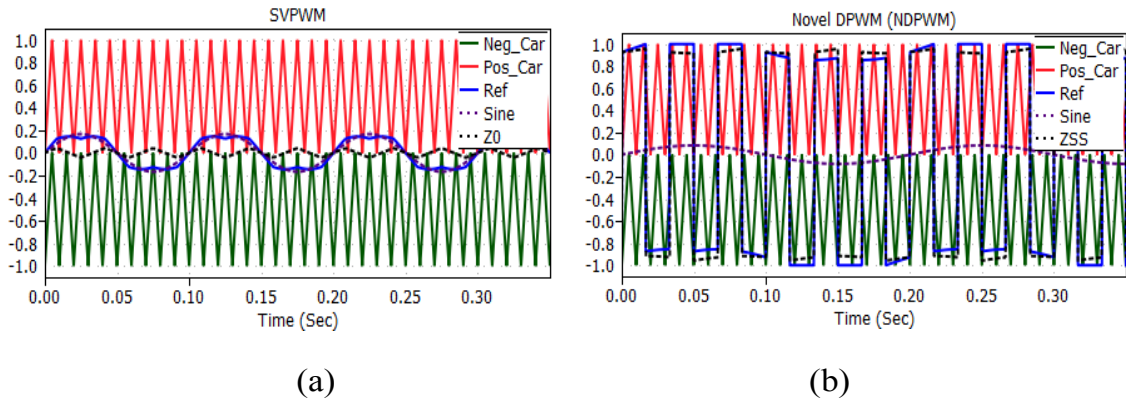 SVPWM
1.0
0.8
0.6
0.4
0.2
0.0
-0.2
-0.4
-0.6
-0.8
-1.0
Neg_Car
Pos_Car
Ref
Sine
Z0
0.00 0.05 0.10 0.15 0.20 0.25 0.30
Time (Sec)
(a)
Novel DPWM (NDPWM)
1.0
0.8
0.6
0.4
0.2
0.0
-0.2
-0.4
-0.6
-0.8
-1.0
Neg_Car
Pos_Car
Ref
Sine
ZSS
0.00 0.05 0.10 0.15 0.20 0.25 0.30
Time (Sec)
(b)